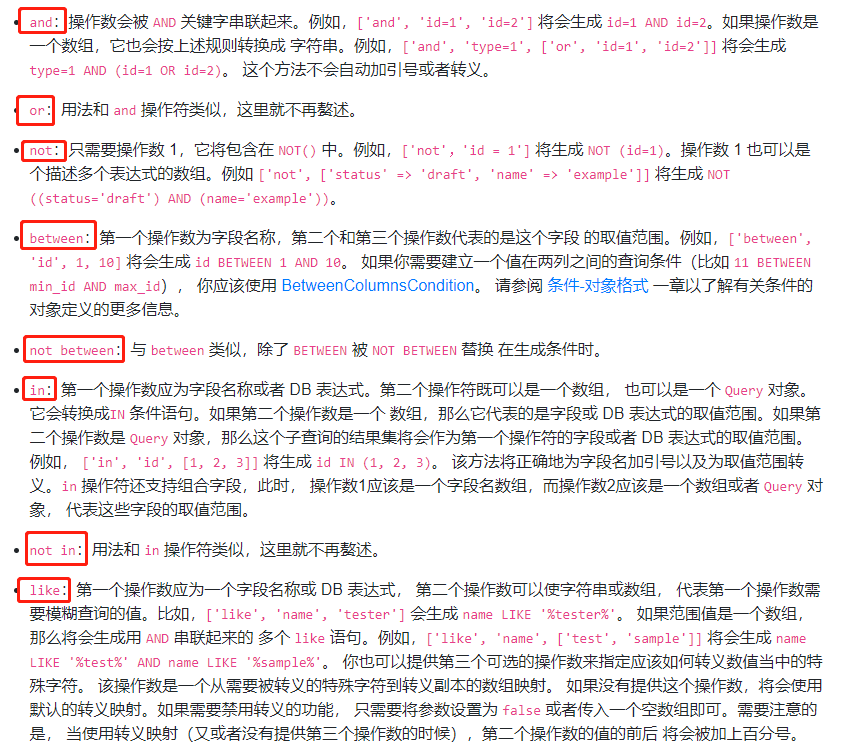 and: 操作数会被 AND 关键字串联起来。例如，['and', 'id=1', 'id=2'] 将会生成 id=1 AND id=2。如果操作数是
一个数组，它也会按上述规则转换成 字符串。例如，['and', 'type=1', ['or', 'id=1', 'id=2']] 将会生成
type=1 AND (id=1 OR id=2)。 这个方法不会自动加引号或者转义。
or: 用法和 and 操作符类似，这里就不再鳌述。
not: 只需要操作数 1，它将包含在 NOT() 中。例如，['not', 'id = 1'] 将生成 NOT (id=1)。操作数 1 也可以是
个描述多个表达式的数组。例如 ['not', ['status' => 'draft', 'name' => 'example']] 将生成 NOT
((status='draft') AND (name='example'))。
between: 第一个操作数为字段名称，第二个和第三个操作数代表的是这个字段 的取值范围。例如，['between',
'id', 1, 10] 将会生成 id BETWEEN 1 AND 10。 如果你需要建立一个值在两列之间的查询条件（比如 11 BETWEEN
min_id AND max_id）， 你应该使用 BetweenColumnsCondition。 请参阅 条件-对象格式 一章以了解有关条件的
对象定义的更多信息。
not between: 与 between 类似，除了 BETWEEN 被 NOT BETWEEN 替换 在生成条件时。
in: 第一个操作数应为字段名称或者 DB 表达式。第二个操作符既可以是一个数组， 也可以是一个 Query 对象。
它会转换成IN 条件语句。如果第二个操作数是一个 数组，那么它代表的是字段或 DB 表达式的取值范围。如果第
二个操作数是 Query 对象，那么这个子查询的结果集将会作为第一个操作符的字段或者 DB 表达式的取值范围。
例如， ['in', 'id', [1, 2, 3]] 将生成 id IN (1, 2, 3)。 该方法将正确地为字段名加引号以及为取值范围转
义。in 操作符还支持组合字段，此时， 操作数1应该是一个字段名数组，而操作数2应该是一个数组或者 Query 对
象， 代表这些字段的取值范围。
not in: 用法和 in 操作符类似，这里就不再鳌述。
like: 第一个操作数应为一个字段名称或 DB 表达式， 第二个操作数可以使字符串或数组， 代表第一个操作数需
要模糊查询的值。比如，['like', 'name', 'tester'] 会生成 name LIKE '%tester%'。 如果范围值是一个数组，
那么将会生成用 AND 串联起来的 多个 like 语句。例如，['like', 'name', ['test', 'sample']] 将会生成 name
LIKE '%test%' AND name LIKE '%sample%'。 你也可以提供第三个可选的操作数来指定应该如何转义数值当中的特
殊字符。 该操作数是一个从需要被转义的特殊字符到转义副本的数组映射。 如果没有提供这个操作数，将会使用
默认的转义映射。如果需要禁用转义的功能， 只需要将参数设置为 false 或者传入一个空数组即可。需要注意的
是， 当使用转义映射（又或者没有提供第三个操作数的时候），第二个操作数的值的前后 将会被加上百分号。